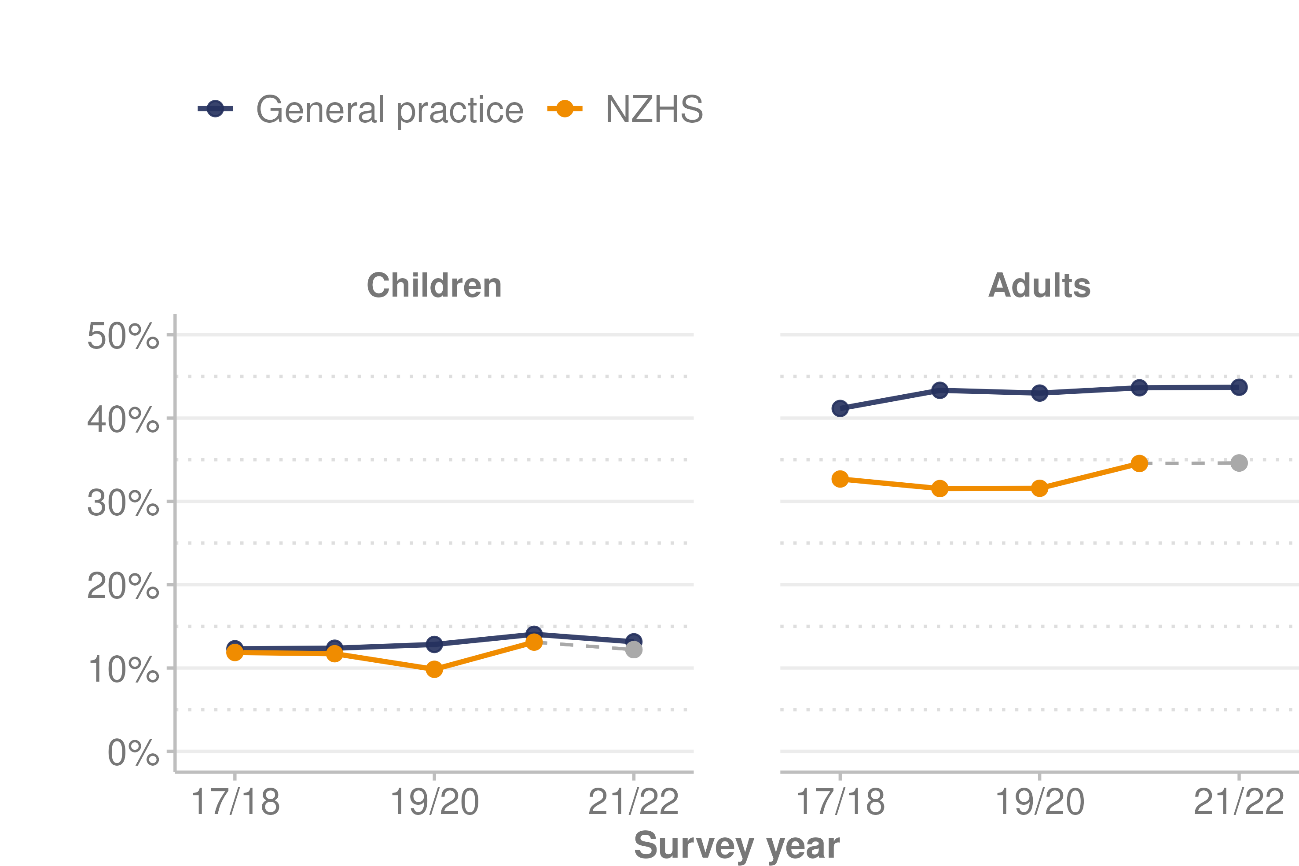 General practice NZHS
Children Adults
50%
40%
30%
20%
10%
0%
17/18 19/20 21/22 17/18 19/20 21/22
Survey year